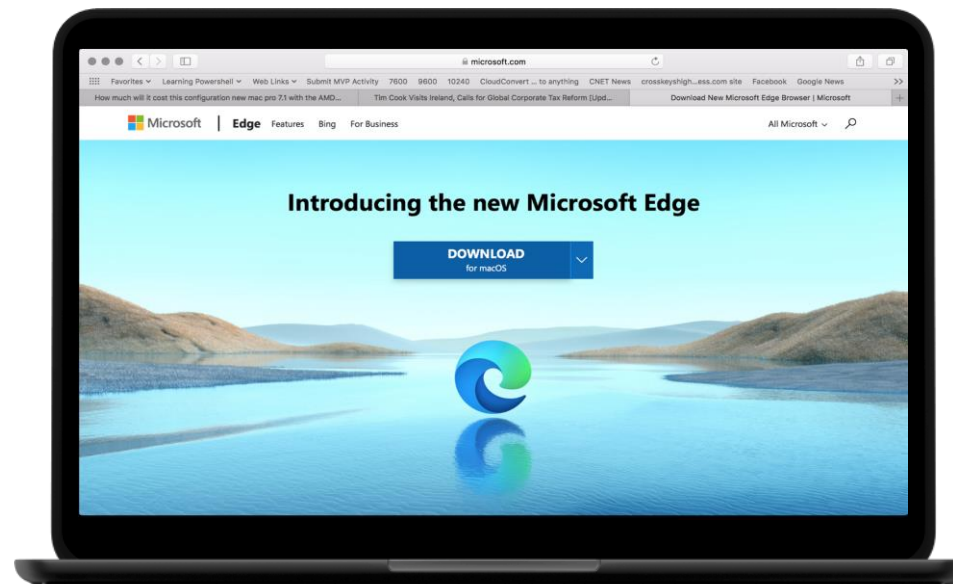 microsoft.com
Favorites Learning Powershell Web Links Submit MVP Activity 7600 9600 10240 CloudConvert ... to anything CNET News crosskeyshigh...ess.com site Facebook Google News >>
How much will it cost this configuration new mac pro 7.1 with the AMD... Tim Cook Visits Ireland, Calls for Global Corporate Tax Reform [Upd... Download New Microsoft Edge Browser | Microsoft +
Microsoft | Edge Features Bing For Business All Microsoft
Introducing the new Microsoft Edge
DOWNLOAD
for macOS